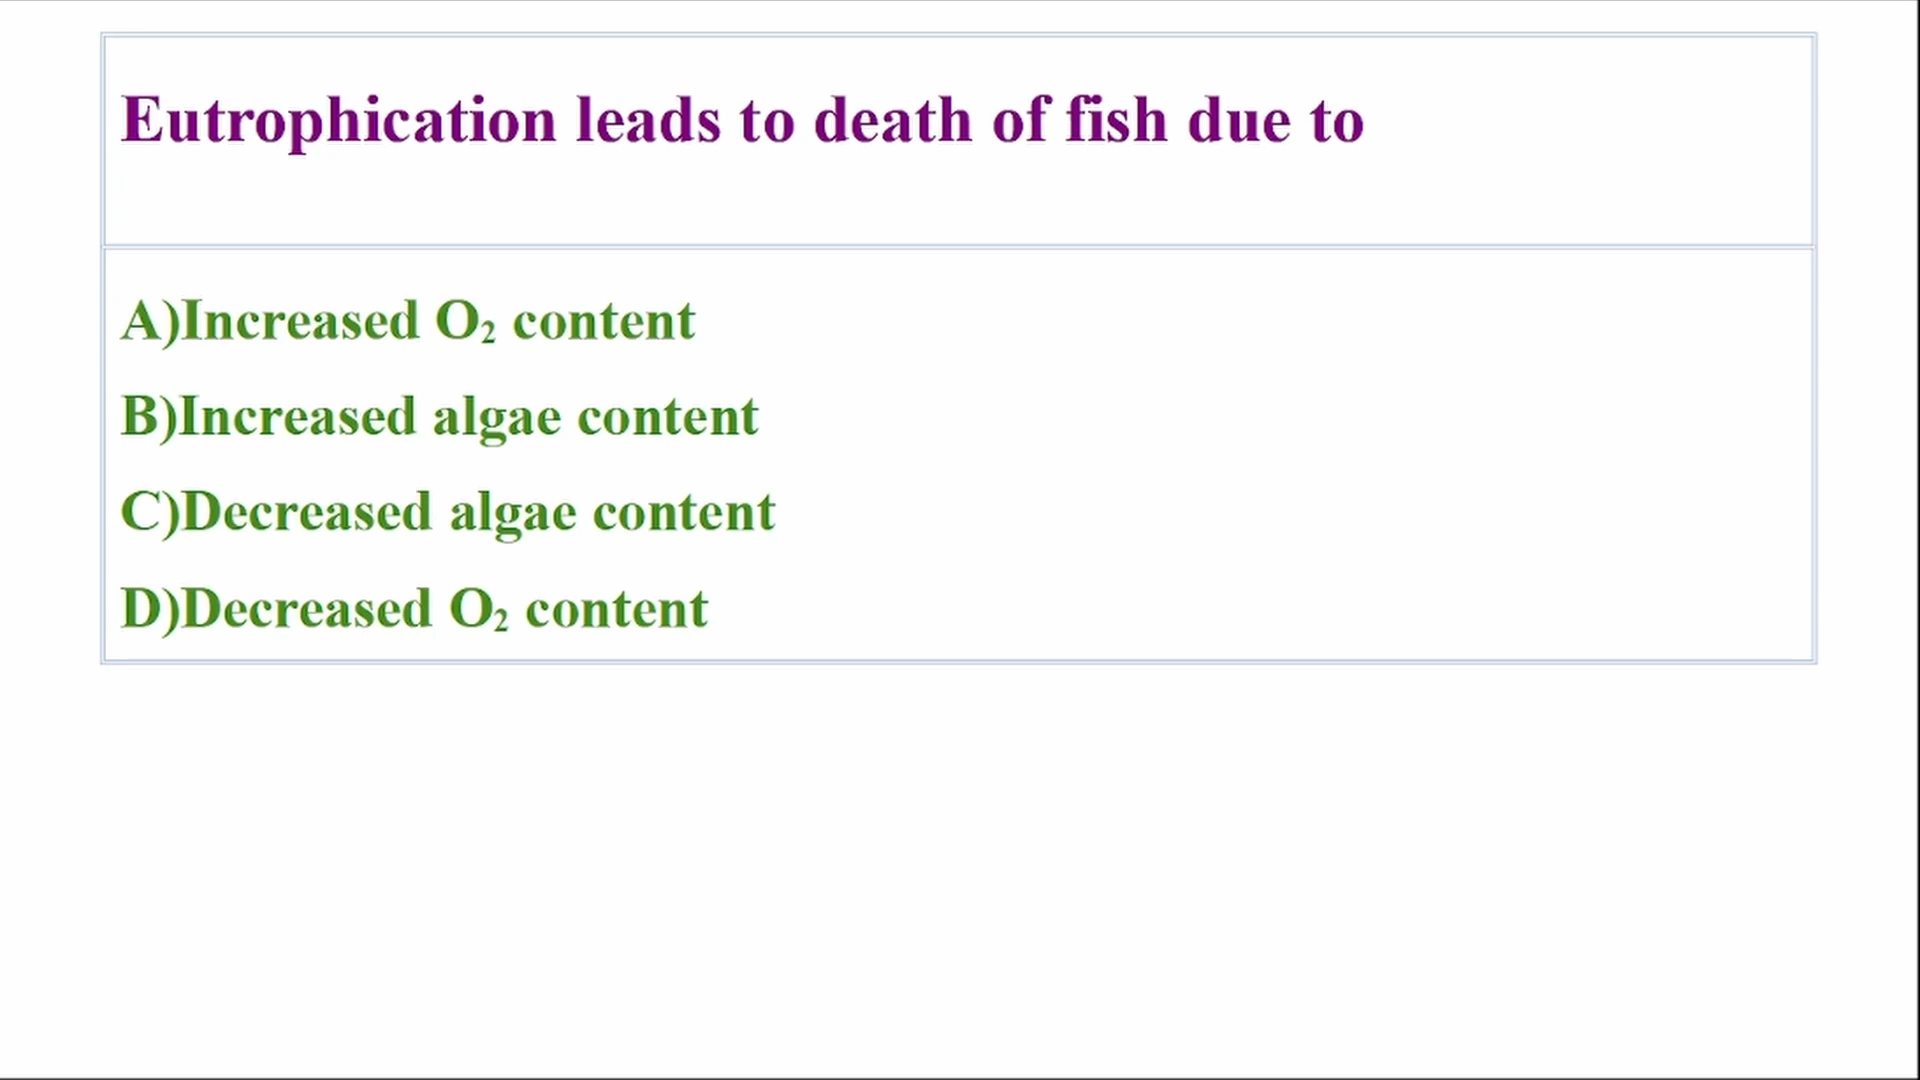 Eutrophication leads to death of fish due to
A)Increased O₂ content
B)Increased algae content
C)Decreased algae content
D)Decreased O₂ content